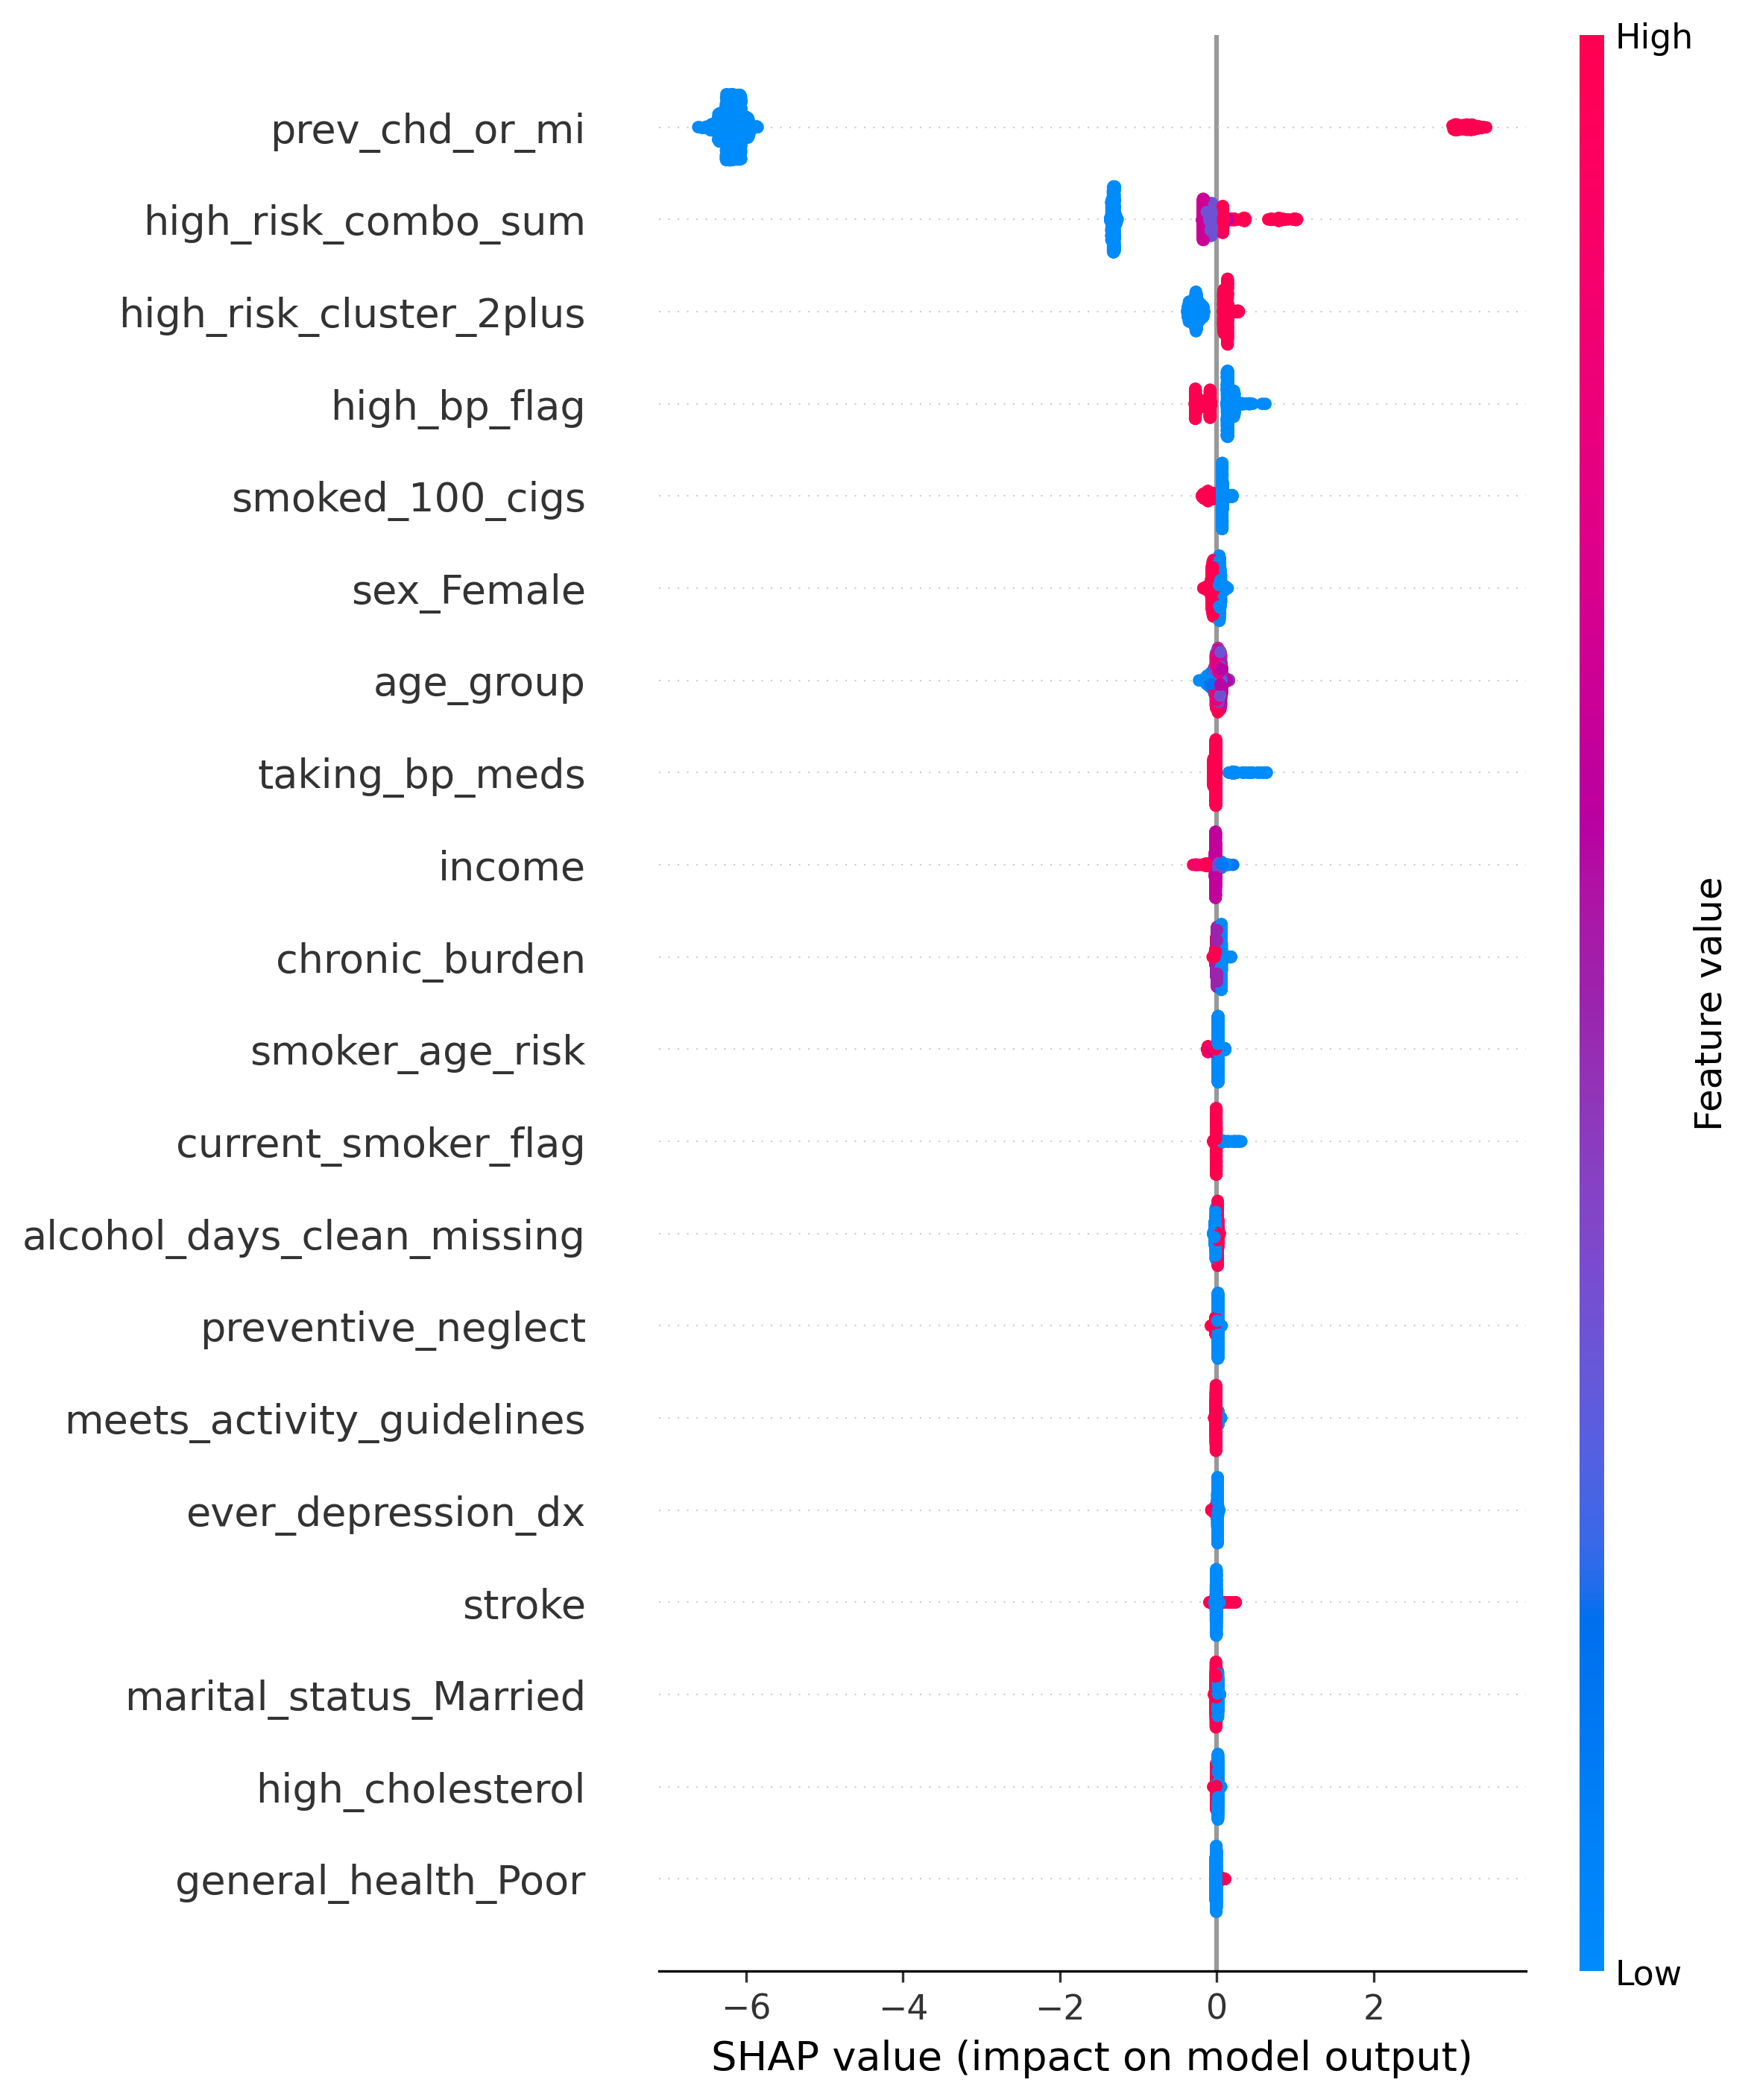 High
prev_chd_or_mi
high_risk_combo_sum
high_risk_cluster_2plus
high_bp_flag
smoked_100_cigs
sex_Female
age_group
taking_bp_meds
income
chronic_burden
smoker_age_risk
current_smoker_flag
alcohol_days_clean_missing
preventive_neglect
meets_activity_guidelines
ever_depression_dx
stroke
marital_status_Married
high_cholesterol
general_health_Poor
Feature value
Low
−6 −4 −2 0 2
SHAP value (impact on model output)